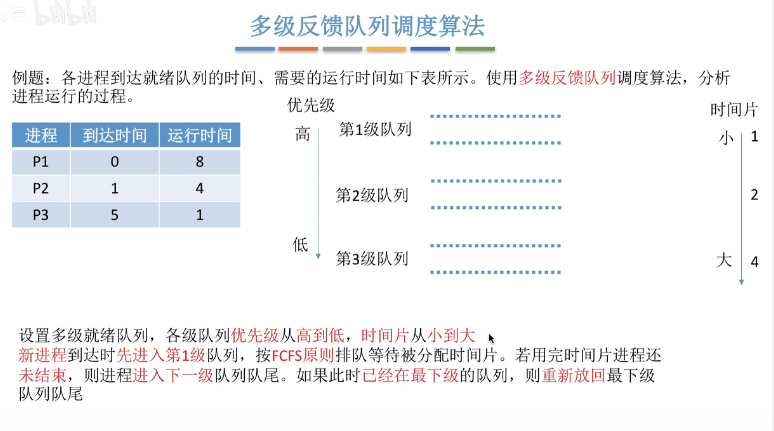 多级反馈队列调度算法
例题：各进程到达就绪队列的时间、需要的运行时间如下表所示。使用多级反馈队列调度算法，分析
进程运行的过程。
优先级
时间片
进程 到达时间 运行时间
P1 0 8
P2 1 4
P3 5 1
高
第1级队列
小 1
第2级队列
2
低
第3级队列
大 4
设置多级就绪队列，各级队列优先级从高到低，时间片从小到大
新进程到达时先进入第1级队列，按FCFS原则排队等待被分配时间片。若用完时间片进程还
未结束，则进程进入下一级队列队尾。如果此时已经在最下级的队列，则重新放回最下级
队列队尾